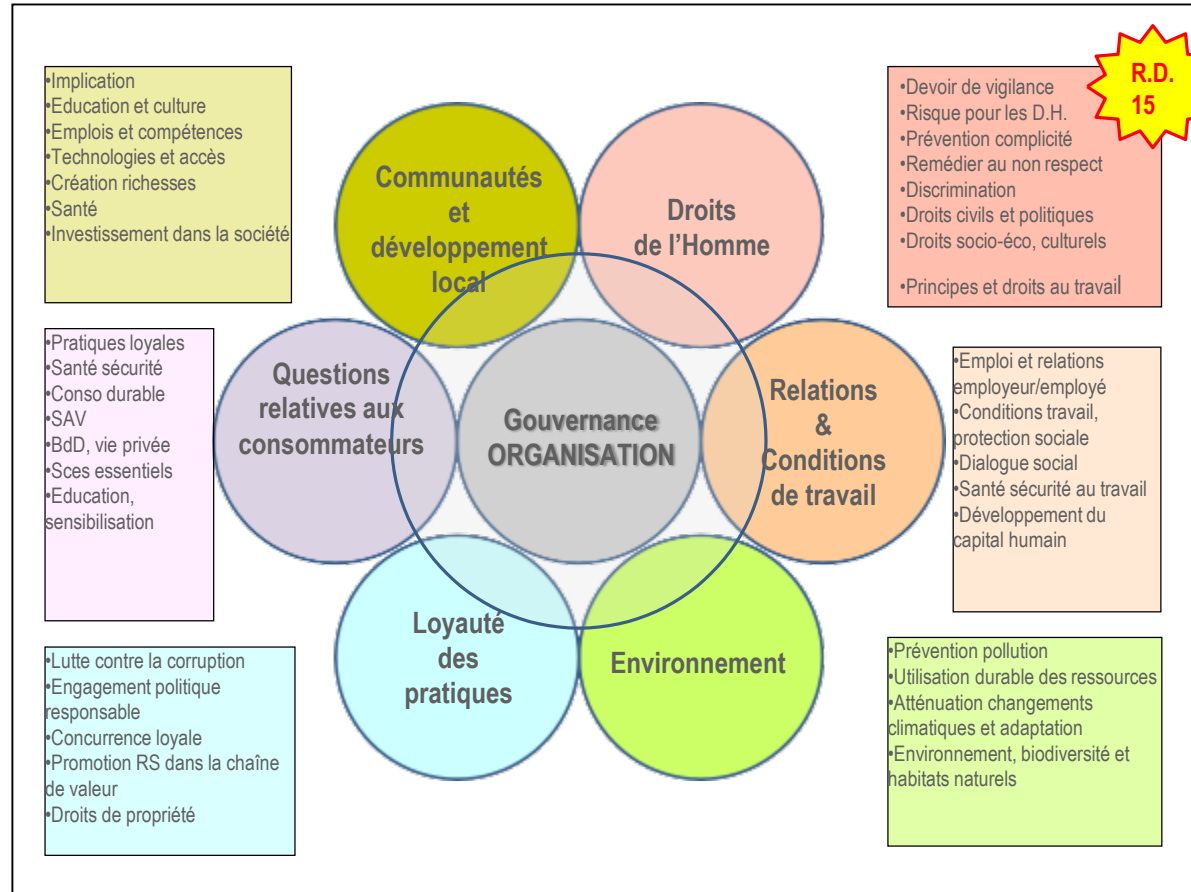 •Implication
•Education et culture
•Emplois et compétences
•Technologies et accès
•Création richesses
•Santé
•Investissement dans la société
Communautés
et
développement
local
Droits
de l’Homme
•Devoir de vigilance
•Risque pour les D.H.
•Prévention complicité
•Remédier au non respect
•Discrimination
•Droits civils et politiques
•Droits socio-éco, culturels
•Principes et droits au travail
R.D.
15
•Pratiques loyales
•Santé sécurité
•Conso durable
•SAV
•BdD, vie privée
•Sces essentiels
•Education,
sensibilisation
Questions
relatives aux
consommateurs
Gouvernance
ORGANISATION
Relations
&
Conditions
de travail
•Emploi et relations
employeur/employé
•Conditions travail,
protection sociale
•Dialogue social
•Santé sécurité au travail
•Développement du
capital humain
•Lutte contre la corruption
•Engagement politique
responsable
•Concurrence loyale
•Promotion RS dans la chaîne
de valeur
•Droits de propriété
Loyauté
des
pratiques
Environnement
•Prévention pollution
•Utilisation durable des ressources
•Atténuation changements
climatiques et adaptation
•Environnement, biodiversité et
habitats naturels